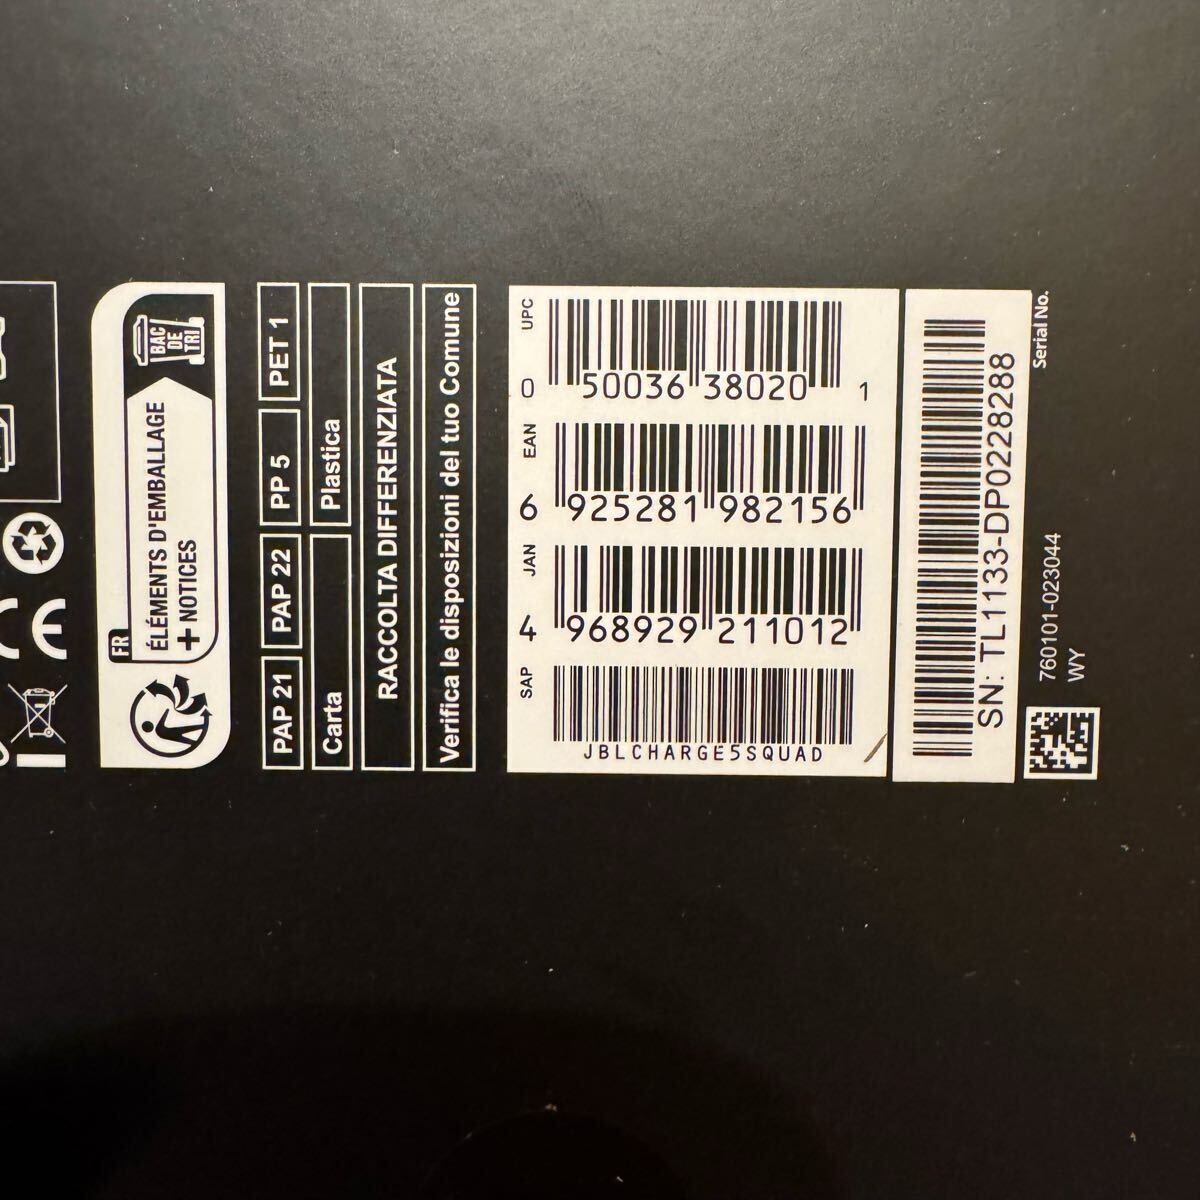 FR
ÉLÉMENTS D'EMBALLAGE
+ NOTICES
BAC
DE
TRI
PAP 21
PAP 22
PP 5
PET 1
Carta
Plastica
RACCOLTA DIFFERENZIATA
Verifica le disposizioni del tuo Comune
UPC
0 50036 38020 1
EAN
6 925281 982156
JAN
4 968929 211012
SAP
JBLCHARGE5SQUAD
SN: TL1133-DP0228288
Serial No.
760101-023044
WY